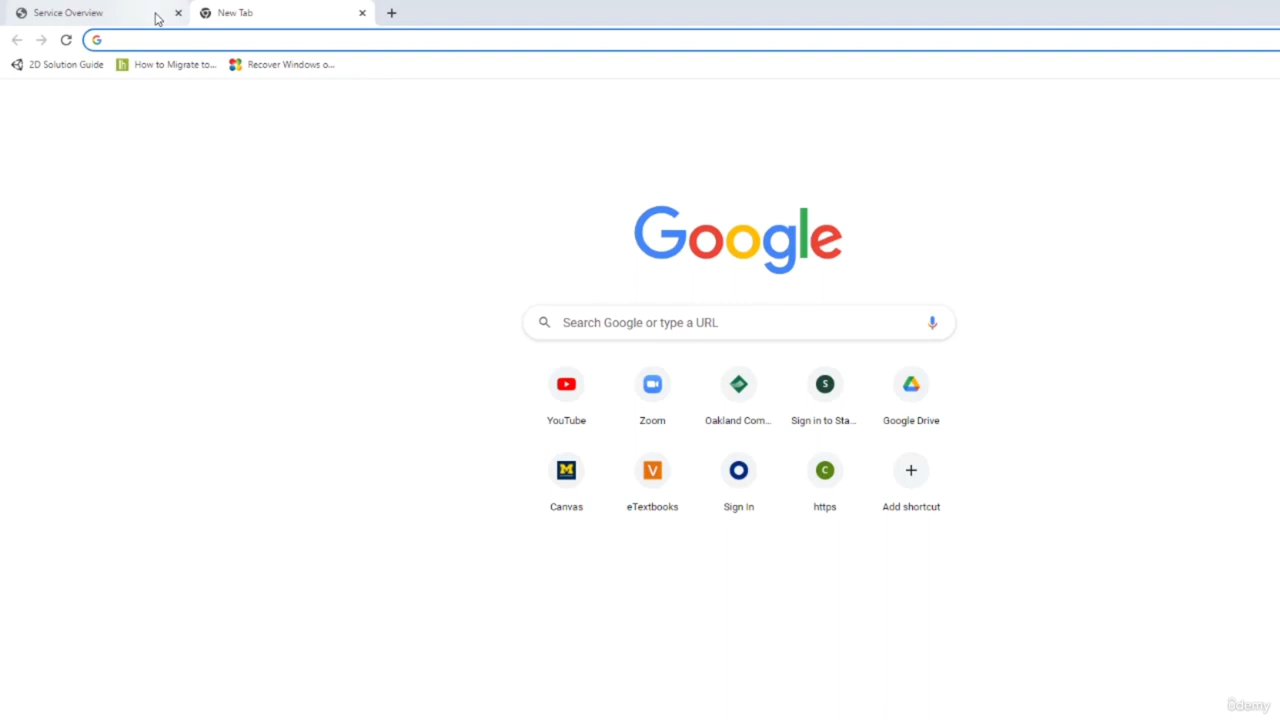 Service Overview
New Tab
2D Solution Guide
How to Migrate to...
Recover Windows o...
Google
Search Google or type a URL
YouTube
Zoom
Oakland Com...
Sign in to Sta...
Google Drive
Canvas
eTextbooks
Sign In
https
Add shortcut
ûdemy